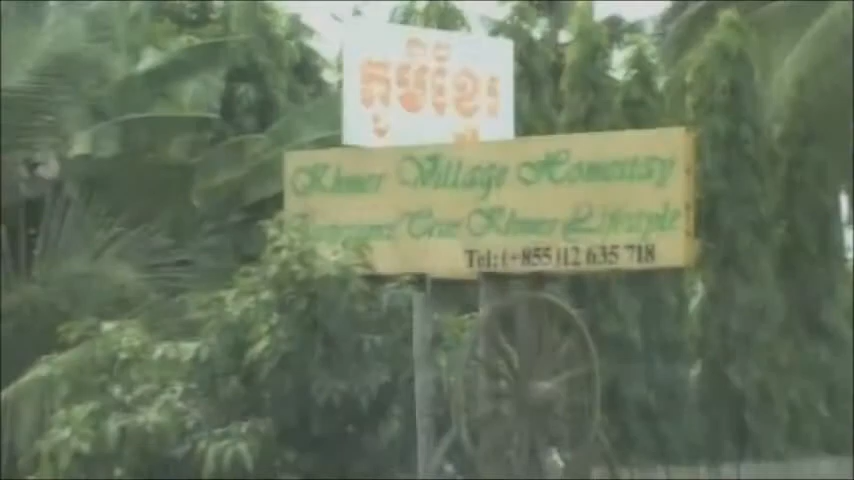 ភូមិខ្មែរ
Khmer Village Homestay
True Khmer Lifestyle
Tel: (+855)12 635 718